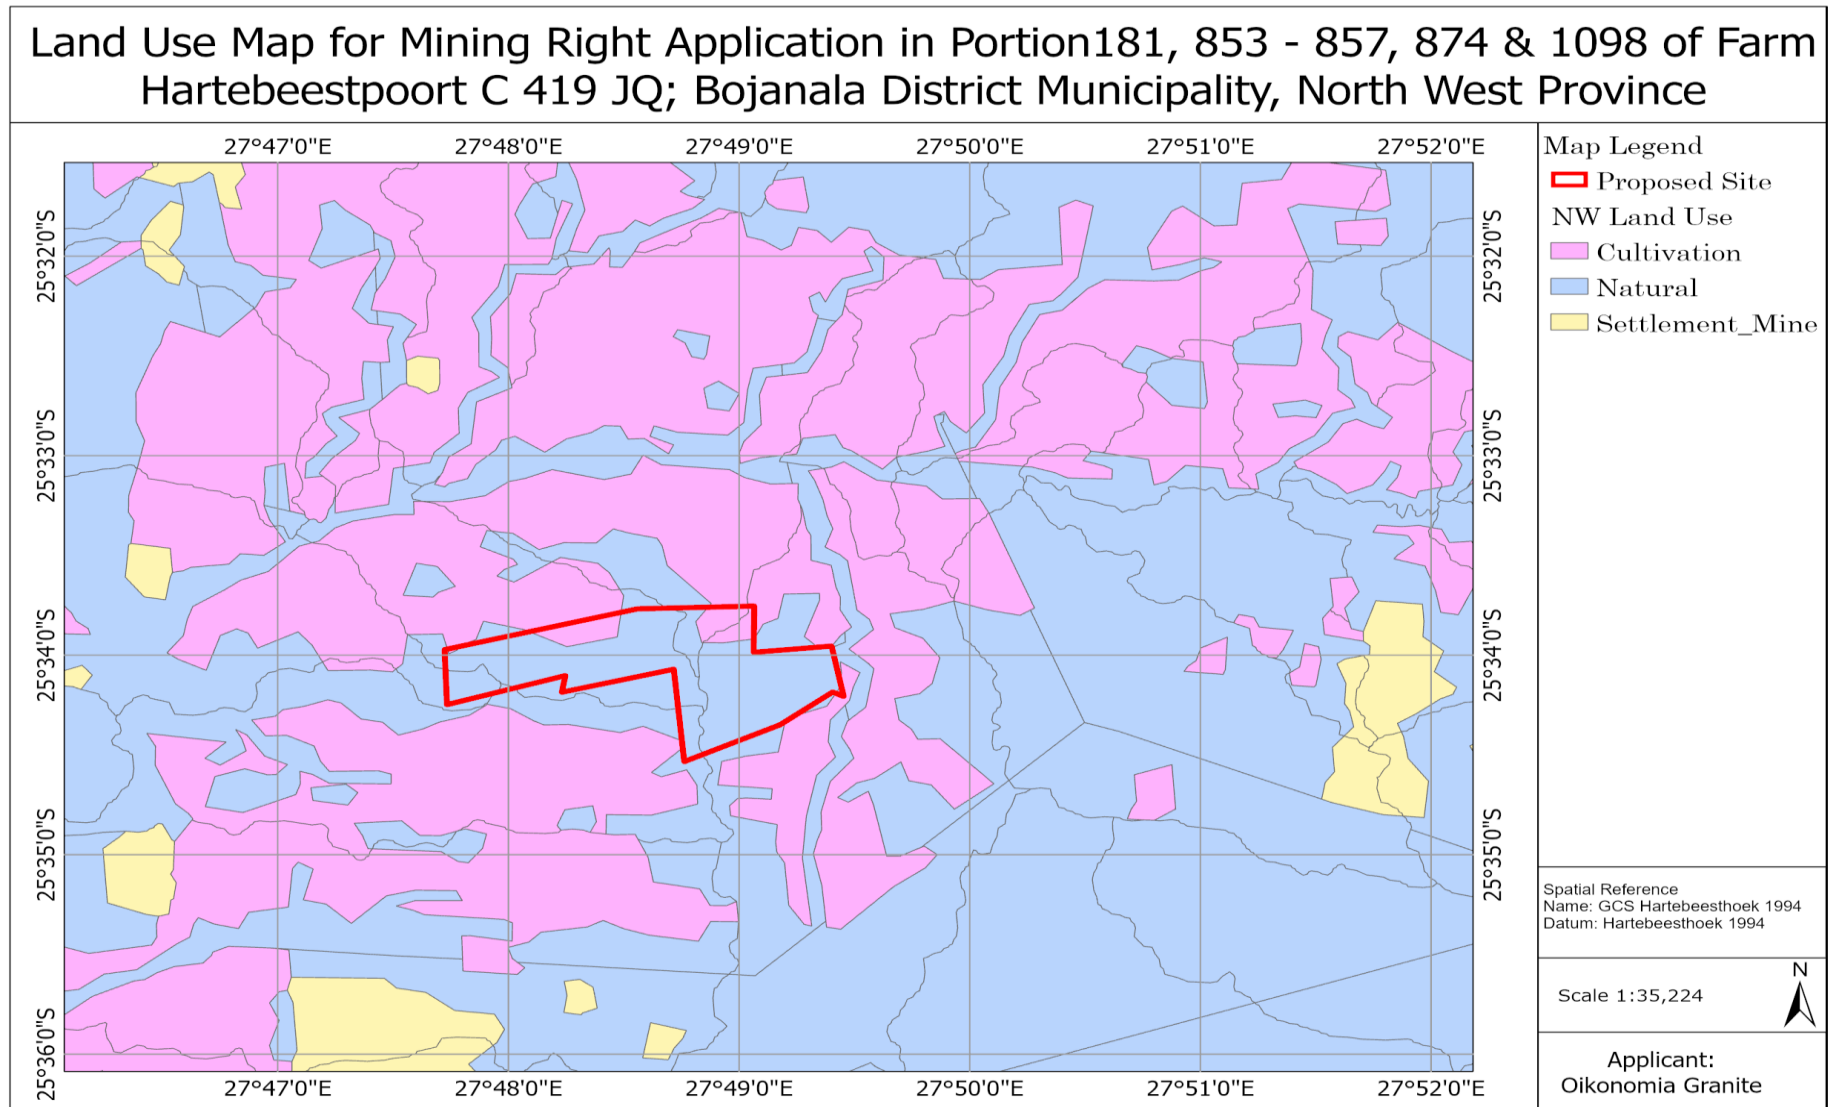 Land Use Map for Mining Right Application in Portion181, 853 - 857, 874 & 1098 of Farm
Hartebeestpoort C 419 JQ; Bojanala District Municipality, North West Province
27°47'0"E
27°48'0"E
27°49'0"E
27°50'0"E
27°51'0"E
27°52'0"E
25°32'0"S
25°33'0"S
25°34'0"S
25°35'0"S
25°36'0"S
25°32'0"S
25°33'0"S
25°34'0"S
25°35'0"S
27°47'0"E
27°48'0"E
27°49'0"E
27°50'0"E
27°51'0"E
27°52'0"E
Map Legend
Proposed Site
NW Land Use
Cultivation
Natural
Settlement_Mine
Spatial Reference
Name: GCS Hartebeesthoek 1994
Datum: Hartebeesthoek 1994
N
Scale 1:35,224
Applicant:
Oikonomia Granite